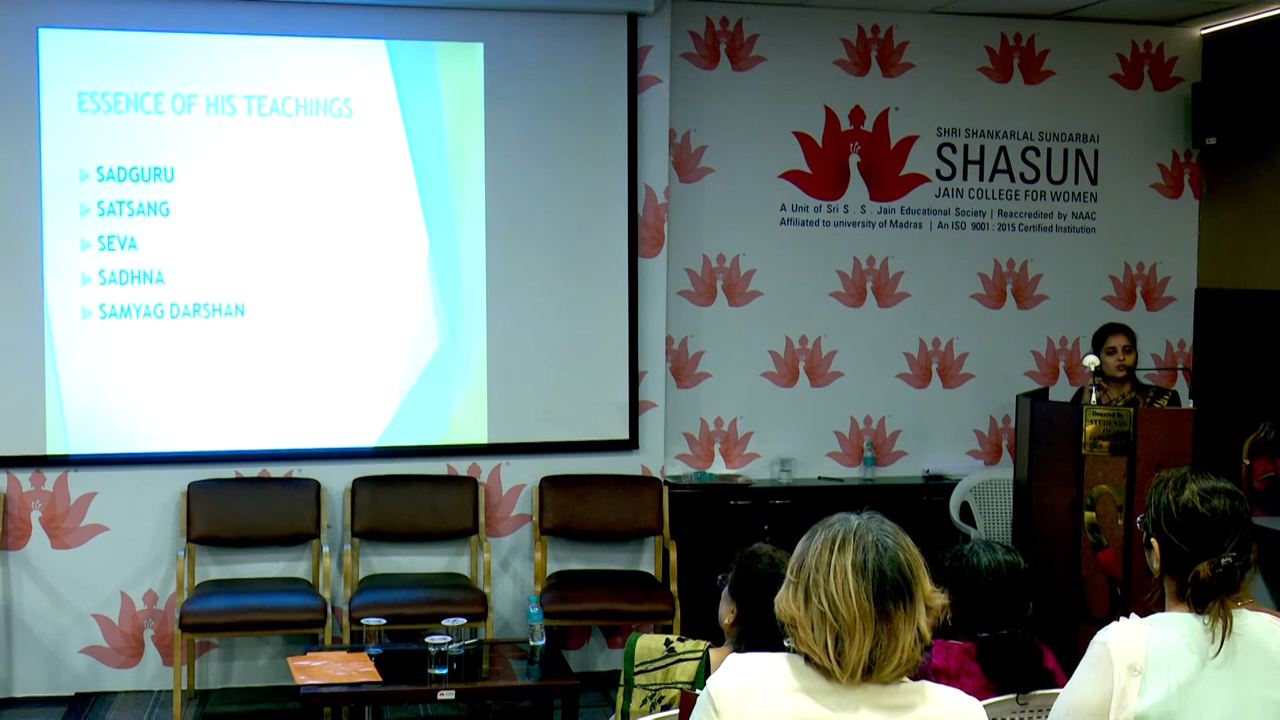 ESSENCE OF HIS TEACHINGS
SADGURU
SATSANG
SEVA
SADHNA
SAMYAG DARSHAN
SHRI SHANKARLAL SUNDARBAI
SHASUN
JAIN COLLEGE FOR WOMEN
A Unit of Sri S . S . Jain Educational Society | Reaccredited by NAAC
Affiliated to university of Madras | An ISO 9001 : 2015 Certified Institution
Donated By
STUDENTS
OF